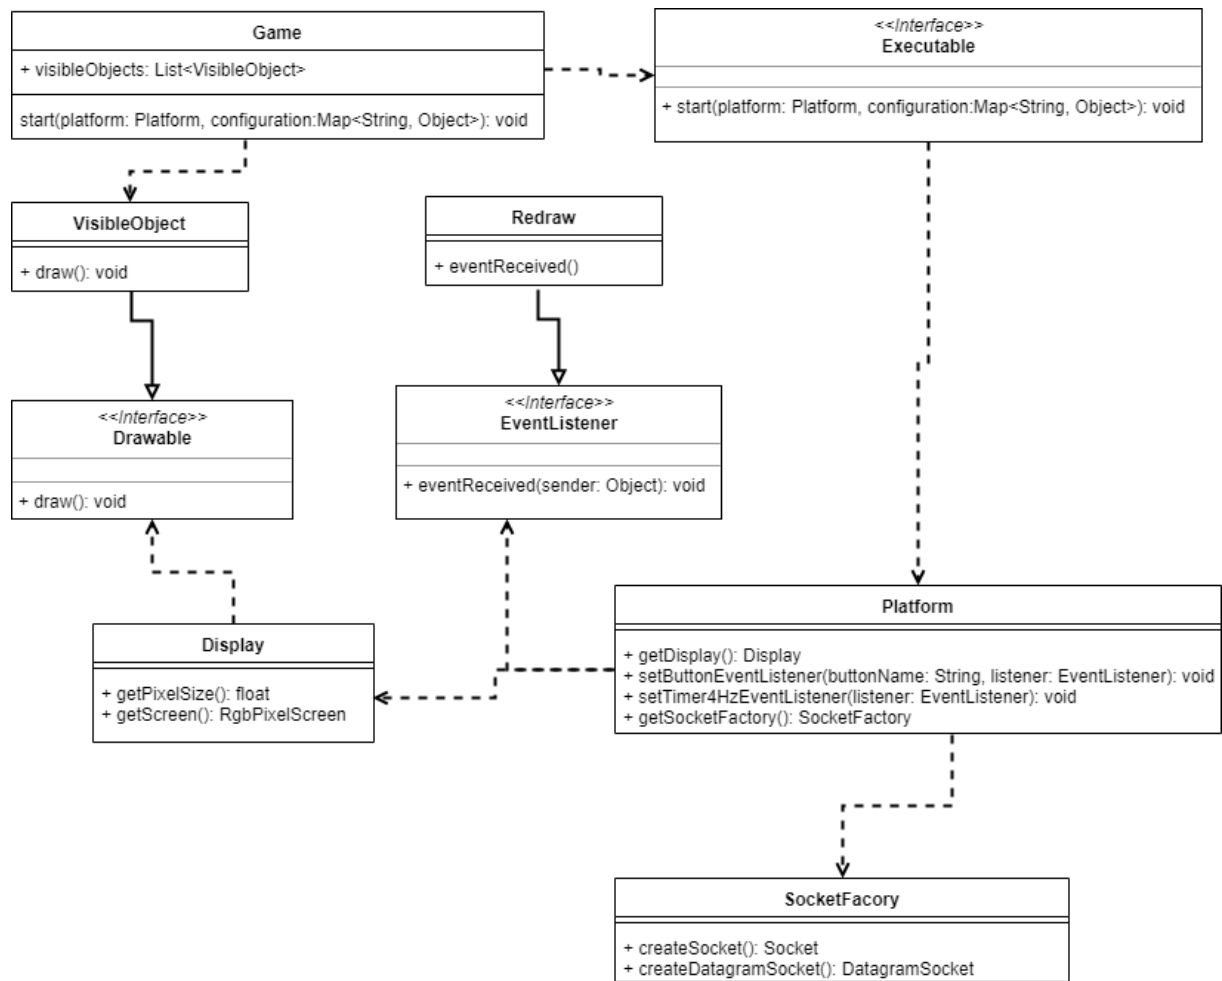 Game
+ visibleObjects: List<VisibleObject>
start(platform: Platform, configuration:Map<String, Object>): void
<<Interface>>
Executable
+ start(platform: Platform, configuration:Map<String, Object>): void
VisibleObject
+ draw(): void
Redraw
+ eventReceived()
<<Interface>>
Drawable
+ draw(): void
<<Interface>>
EventListener
+ eventReceived(sender: Object): void
Display
+ getPixelSize(): float
+ getScreen(): RgbPixelScreen
Platform
+ getDisplay(): Display
+ setButtonEventListener(buttonName: String, listener: EventListener): void
+ setTimer4HzEventListener(listener: EventListener): void
+ getSocketFactory(): SocketFactory
SocketFacory
+ createSocket(): Socket
+ createDatagramSocket(): DatagramSocket